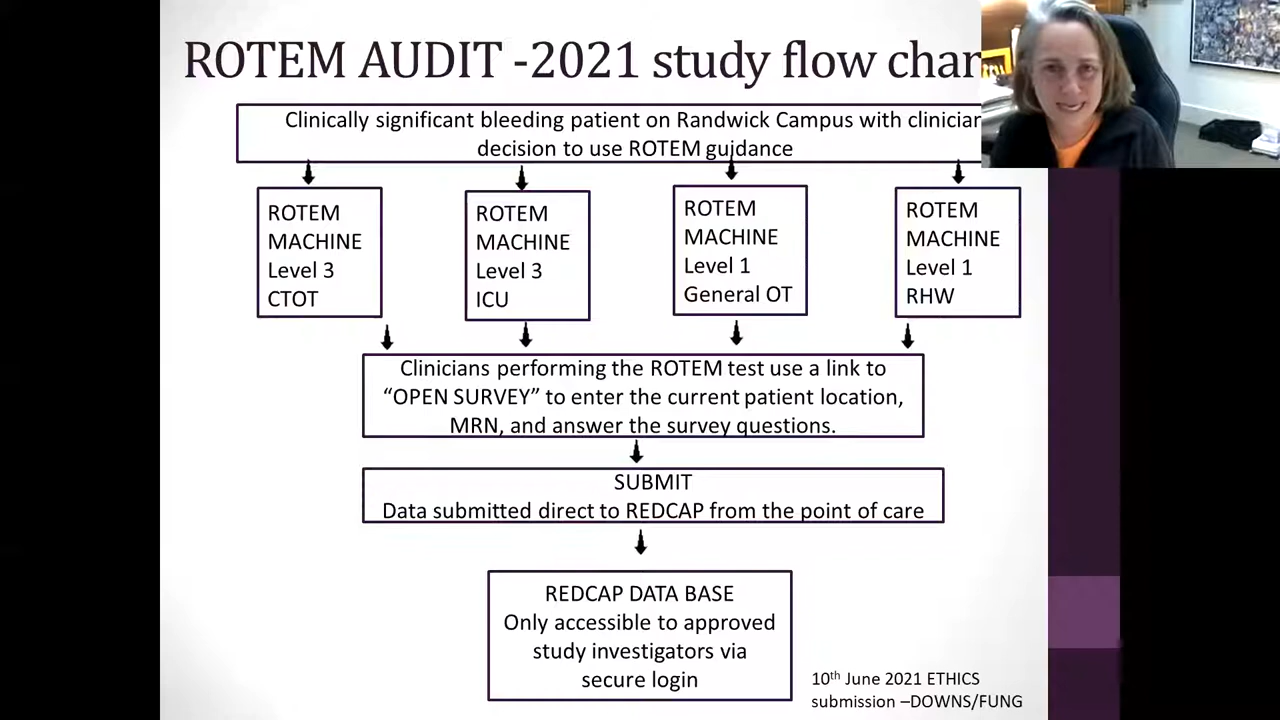 ROTEM AUDIT -2021 study flow char
Clinically significant bleeding patient on Randwick Campus with clinician
decision to use ROTEM guidance
ROTEM
MACHINE
Level 3
CTOT
ROTEM
MACHINE
Level 3
ICU
ROTEM
MACHINE
Level 1
General OT
ROTEM
MACHINE
Level 1
RHW
Clinicians performing the ROTEM test use a link to
“OPEN SURVEY” to enter the current patient location,
MRN, and answer the survey questions.
SUBMIT
Data submitted direct to REDCAP from the point of care
REDCAP DATA BASE
Only accessible to approved
study investigators via
secure login
10th June 2021 ETHICS
submission –DOWNS/FUNG